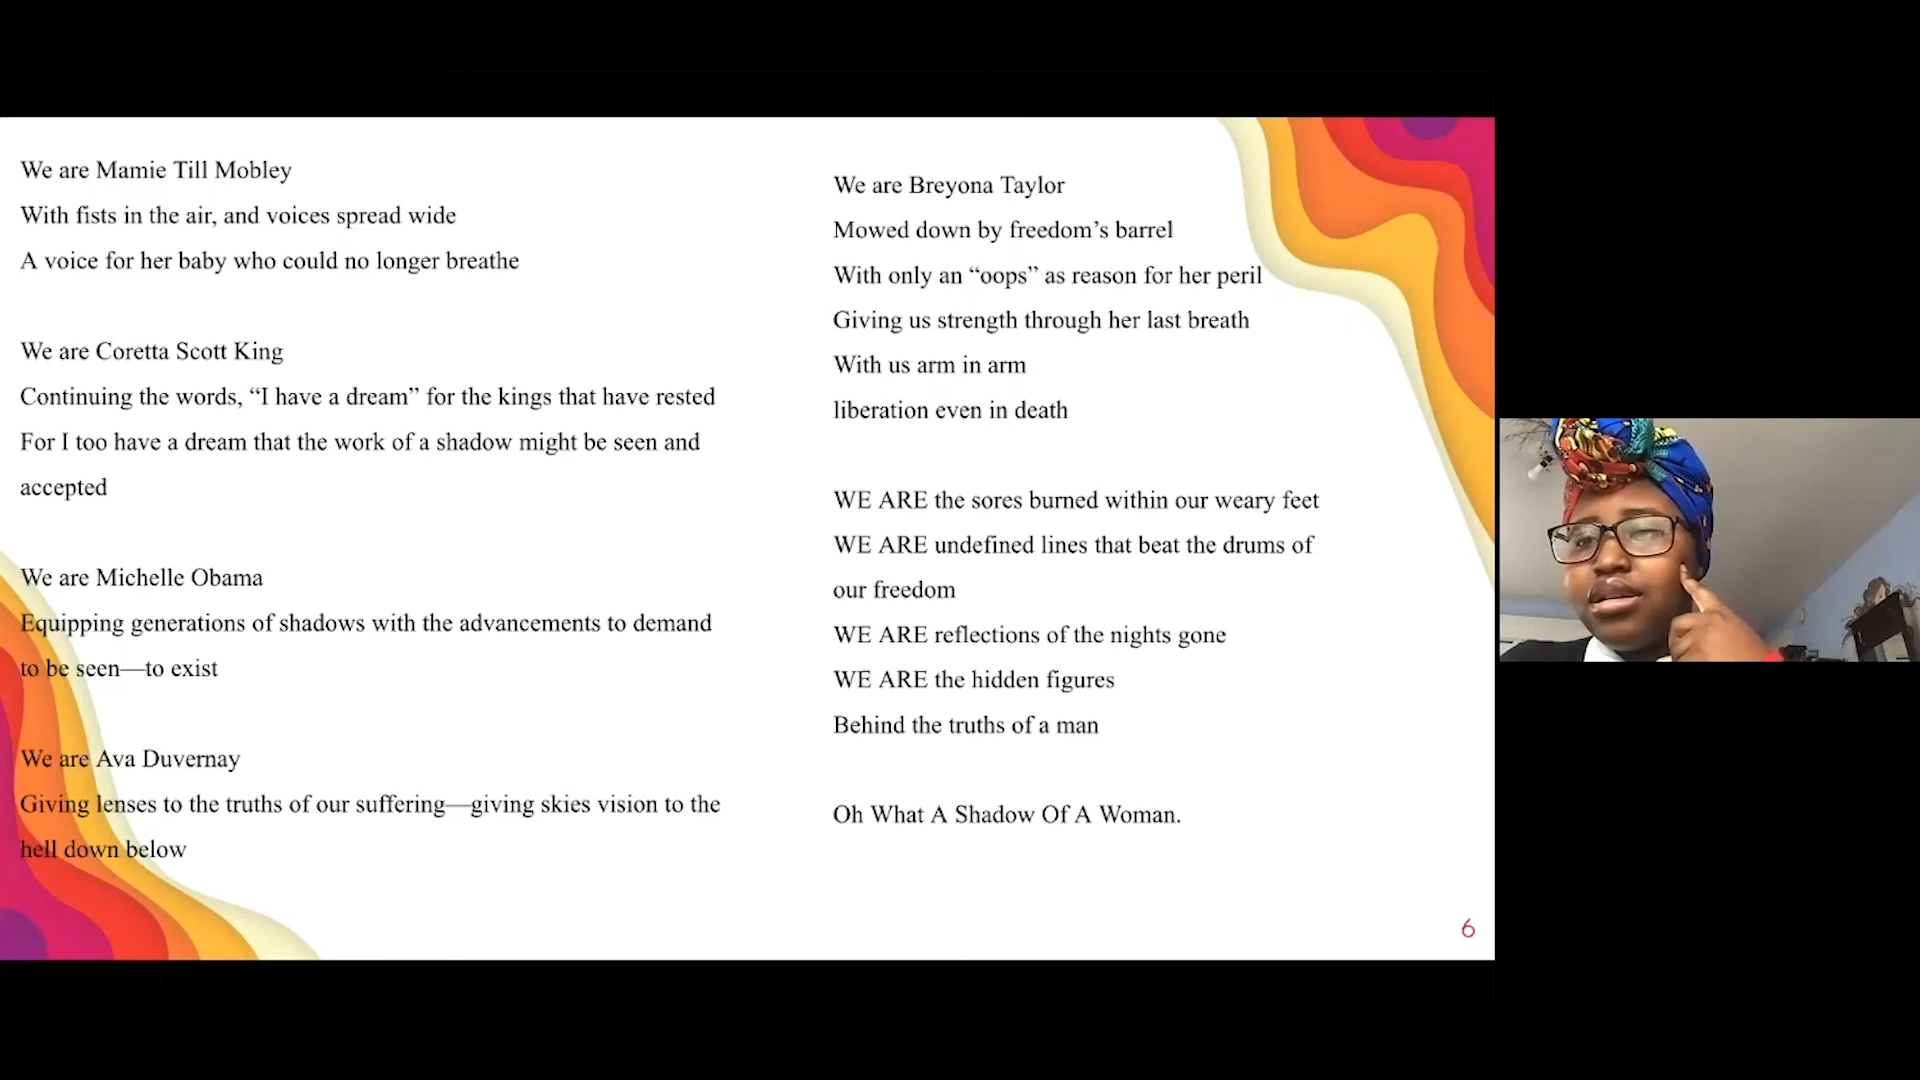 We are Mamie Till Mobley
With fists in the air, and voices spread wide
A voice for her baby who could no longer breathe
We are Coretta Scott King
Continuing the words, “I have a dream” for the kings that have rested
For I too have a dream that the work of a shadow might be seen and
accepted
We are Michelle Obama
Equipping generations of shadows with the advancements to demand
to be seen—to exist
We are Ava Duvernay
Giving lenses to the truths of our suffering—giving skies vision to the
hell down below
We are Breyona Taylor
Mowed down by freedom’s barrel
With only an “oops” as reason for her peril
Giving us strength through her last breath
With us arm in arm
liberation even in death
WE ARE the sores burned within our weary feet
WE ARE undefined lines that beat the drums of
our freedom
WE ARE reflections of the nights gone
WE ARE the hidden figures
Behind the truths of a man
Oh What A Shadow Of A Woman.
6